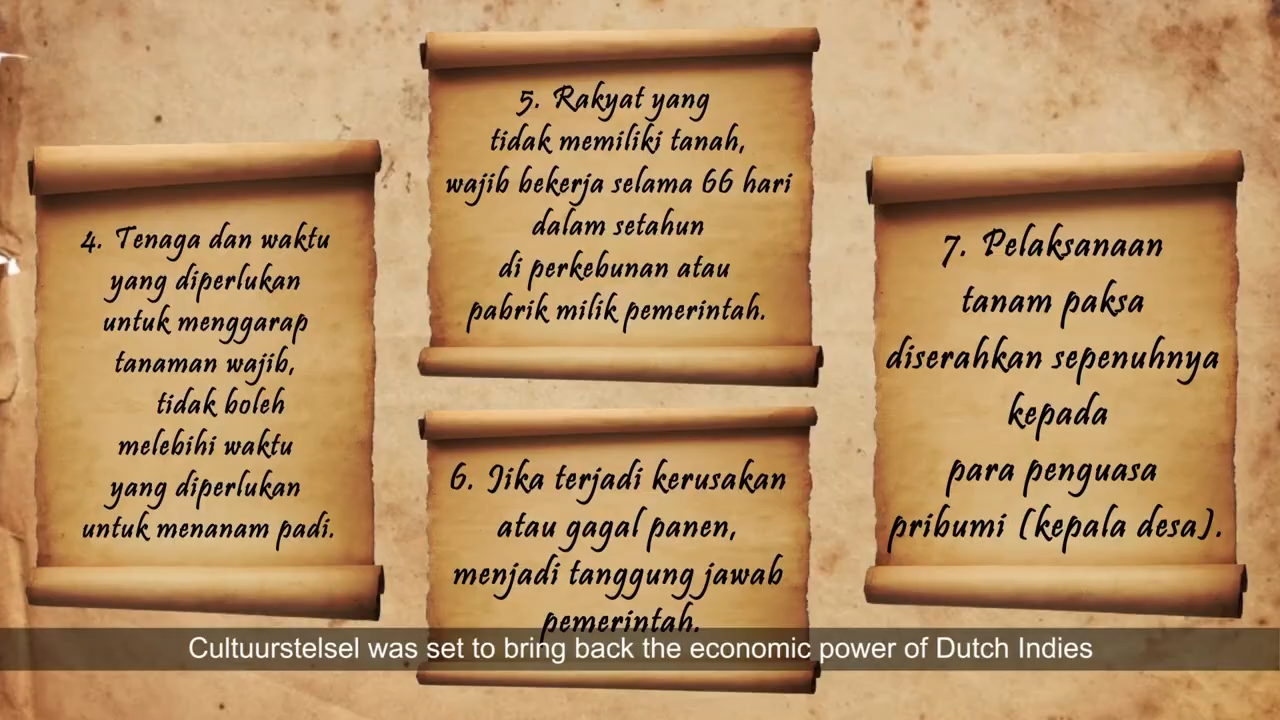 4. Tenaga dan waktu
yang diperlukan
untuk menggarap
tanaman wajib,
tidak boleh
melebihi waktu
yang diperlukan
untuk menanam padi.
5. Rakyat yang
tidak memiliki tanah,
wajib bekerja selama 66 hari
dalam setahun
di perkebunan atau
pabrik milik pemerintah.
6. Jika terjadi kerusakan
atau gagal panen,
menjadi tanggung jawab
pemerintah.
7. Pelaksanaan
tanam paksa
diserahkan sepenuhnya
kepada
para penguasa
pribumi (kepala desa).
Cultuurstelsel was set to bring back the economic power of Dutch Indies